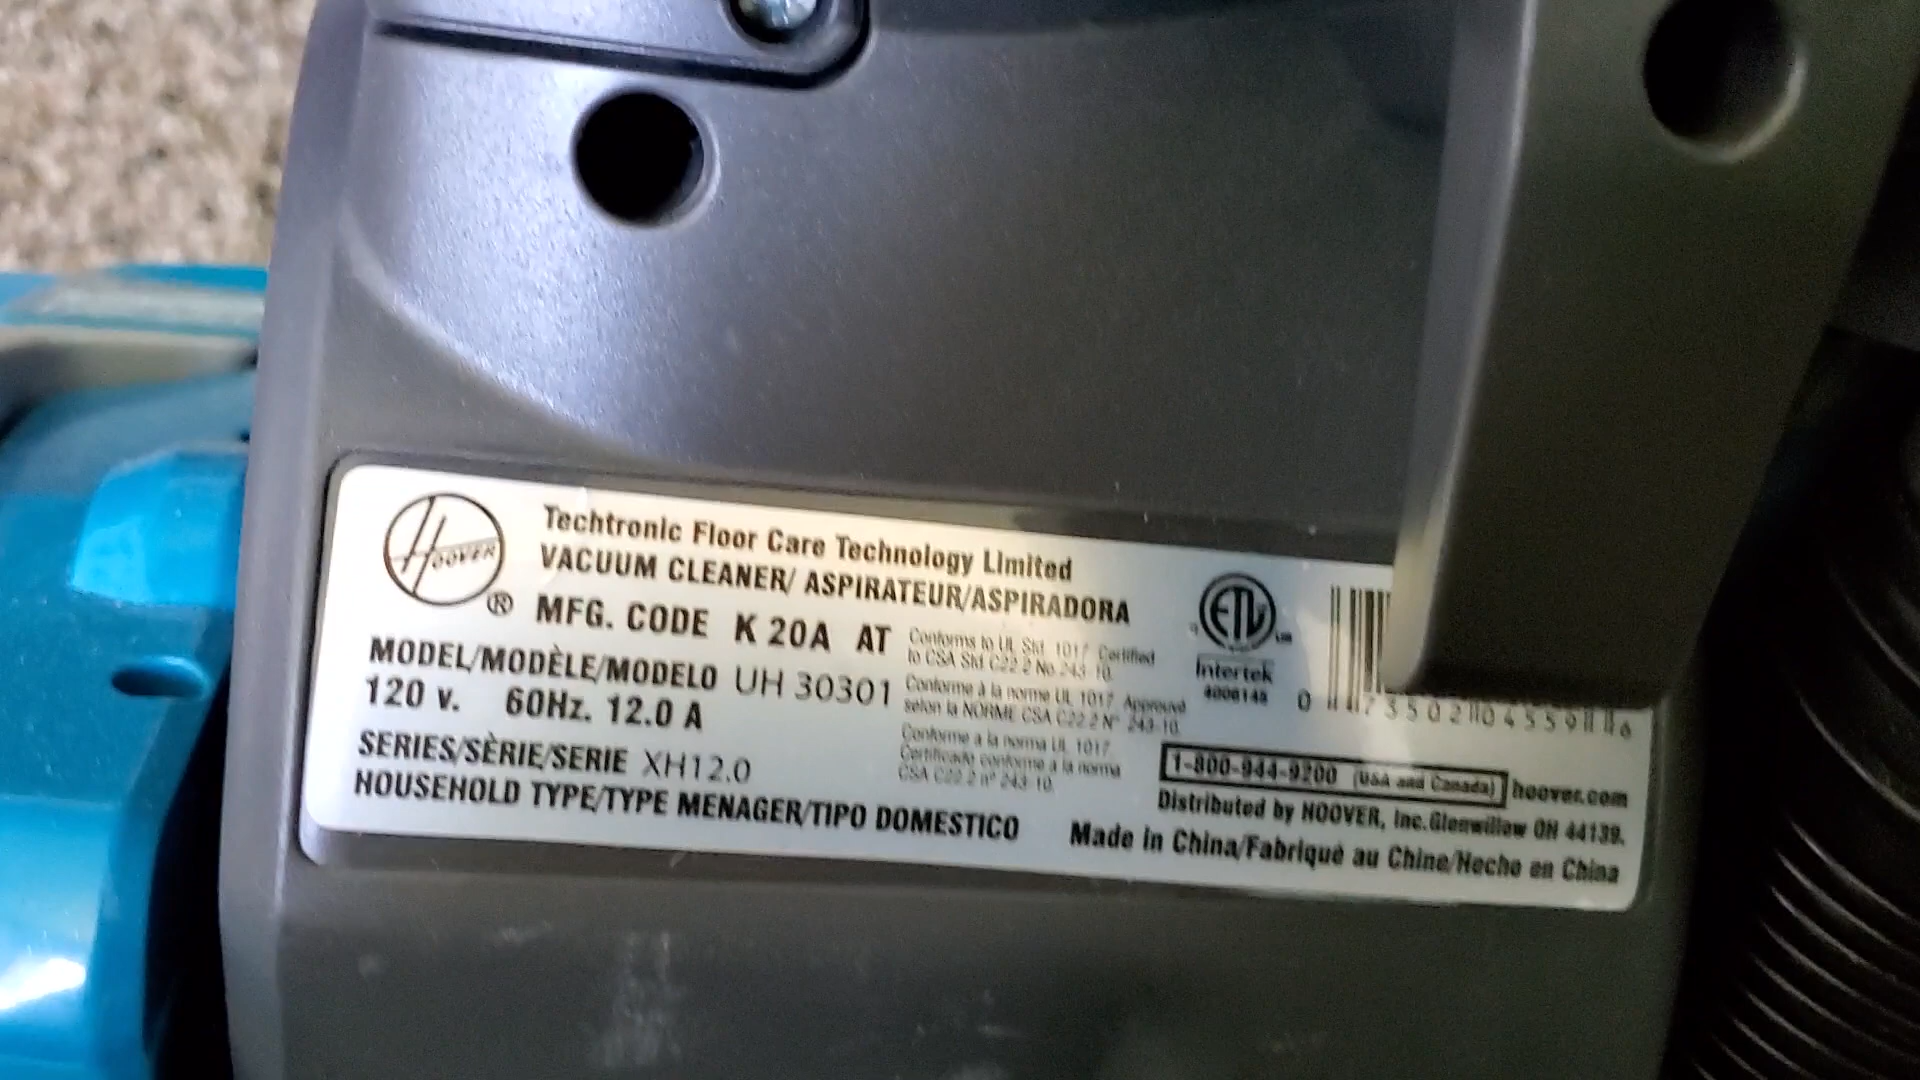 HOOVER
®
Techtronic Floor Care Technology Limited
VACUUM CLEANER/ ASPIRATEUR/ASPIRADORA
MFG. CODE K 20A AT
MODEL/MODÈLE/MODELO UH 30301
120 v. 60Hz. 12.0 A
SERIES/SÈRIE/SERIE XH12.0
HOUSEHOLD TYPE/TYPE MENAGER/TIPO DOMESTICO
Conforms to UL Std. 1017 Certified
to CSA Std C22.2 No. 243-10.
Conforme à la norme UL 1017. Approuvé
selon la NORME CSA C22.2 N° 243-10.
Conforme a la norma UL 1017.
Certificado conforme a la norma
CSA C22.2 n° 243-10.
ETL
Intertek
0 73502 04559 6
1-800-944-9200 (USA and Canada) hoover.com
Distributed by HOOVER, Inc. Glenwillow OH 44139.
Made in China/Fabriqué au Chine/Hecho en China